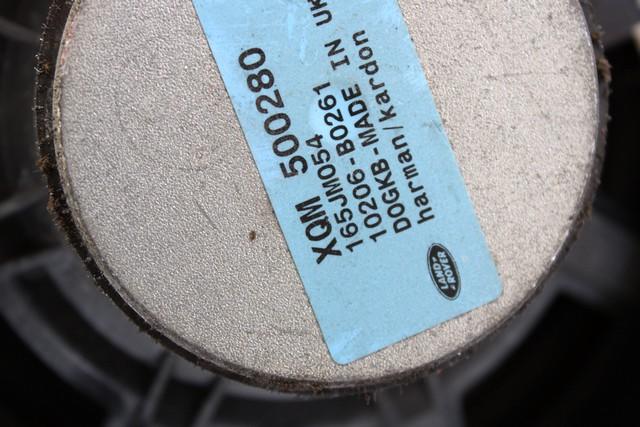 XQM 500280
165JM054
10206-B0261
DOGKB-MADE IN UK
harman/kardon
LAND-
ROVER